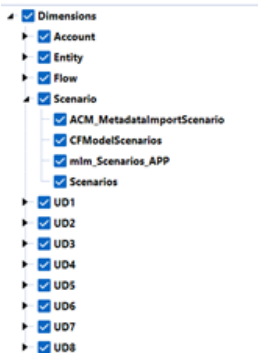 Dimensions
Account
Entity
Flow
Scenario
ACM_MetadataImportScenario
CFModelScenarios
mlm_Scenarios_APP
Scenarios
UD1
UD2
UD3
UD4
UD5
UD6
UD7
UD8